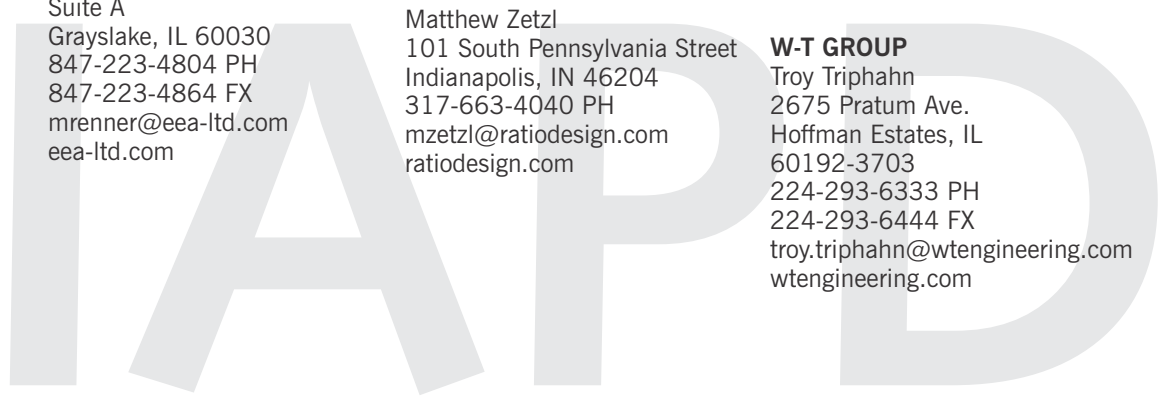 Suite A
Grayslake, IL 60030
847-223-4804 PH
847-223-4864 FX
mrenner@eea-ltd.com
eea-ltd.com
Matthew Zetzl
101 South Pennsylvania Street
Indianapolis, IN 46204
317-663-4040 PH
mzetzl@ratiodesign.com
ratiodesign.com
W-T GROUP
Troy Triphahn
2675 Pratum Ave.
Hoffman Estates, IL
60192-3703
224-293-6333 PH
224-293-6444 FX
troy.triphahn@wtengineering.com
wtengineering.com
IAPD